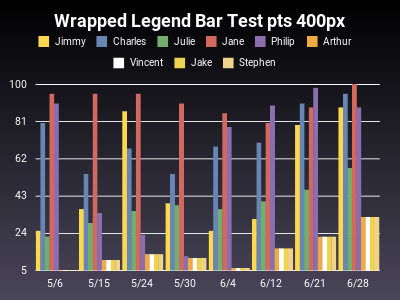 Wrapped Legend Bar Test pts 400px
Jimmy Charles Julie Jane Philip Arthur
Vincent Jake Stephen
100
81
62
43
24
5
5/6 5/15 5/24 5/30 6/4 6/12 6/21 6/28